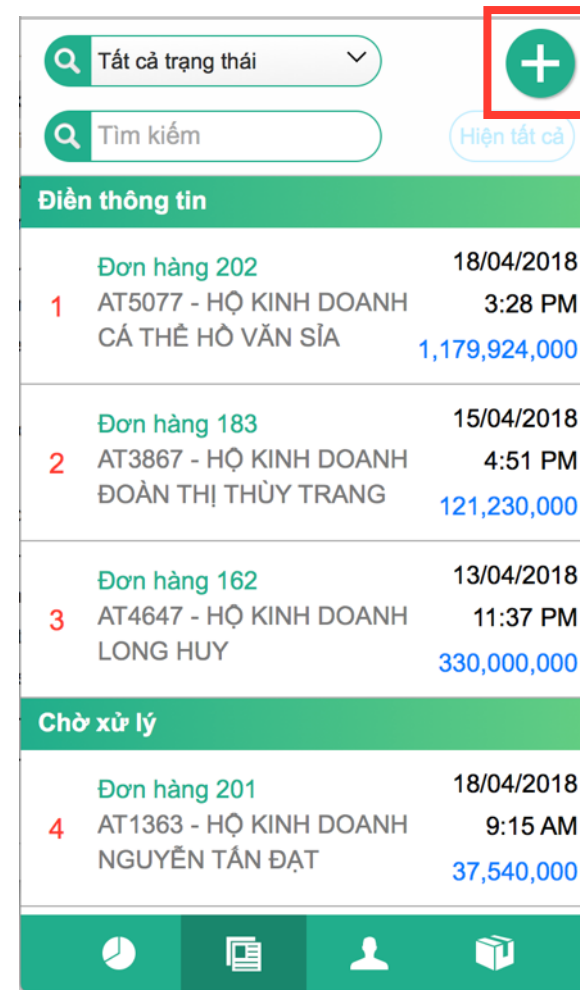 Tất cả trạng thái
Tìm kiếm
Hiện tất cả
Điền thông tin
Đơn hàng 202
18/04/2018
1
AT5077 - HỘ KINH DOANH
3:28 PM
CÁ THỂ HỒ VĂN SỈA
1,179,924,000
Đơn hàng 183
15/04/2018
2
AT3867 - HỘ KINH DOANH
4:51 PM
ĐOÀN THỊ THÙY TRANG
121,230,000
Đơn hàng 162
13/04/2018
3
AT4647 - HỘ KINH DOANH
11:37 PM
LONG HUY
330,000,000
Chờ xử lý
Đơn hàng 201
18/04/2018
4
AT1363 - HỘ KINH DOANH
9:15 AM
NGUYỄN TẤN ĐẠT
37,540,000